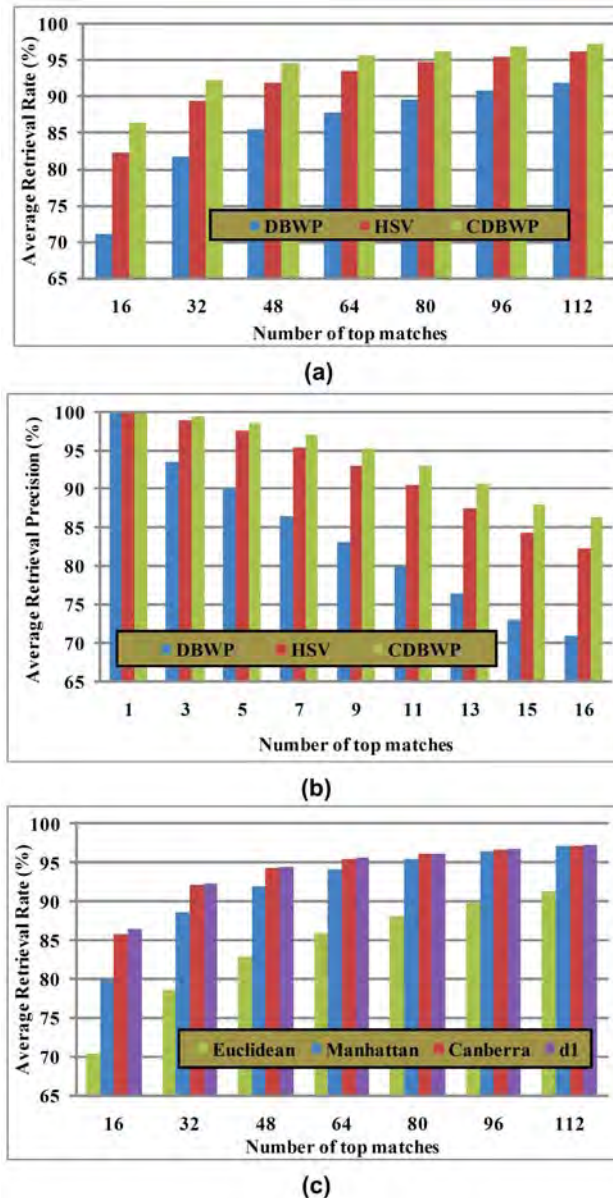 Average Retrieval Rate (%)
100
95
90
85
80
75
70
65
DBWP HSV CDBWP
16 32 48 64 80 96 112
Number of top matches
(a)
Average Retrieval Precision (%)
100
95
90
85
80
75
70
65
DBWP HSV CDBWP
1 3 5 7 9 11 13 15 16
Number of top matches
(b)
Average Retrieval Rate (%)
100
95
90
85
80
75
70
65
Euclidean Manhattan Canberra d1
16 32 48 64 80 96 112
Number of top matches
(c)